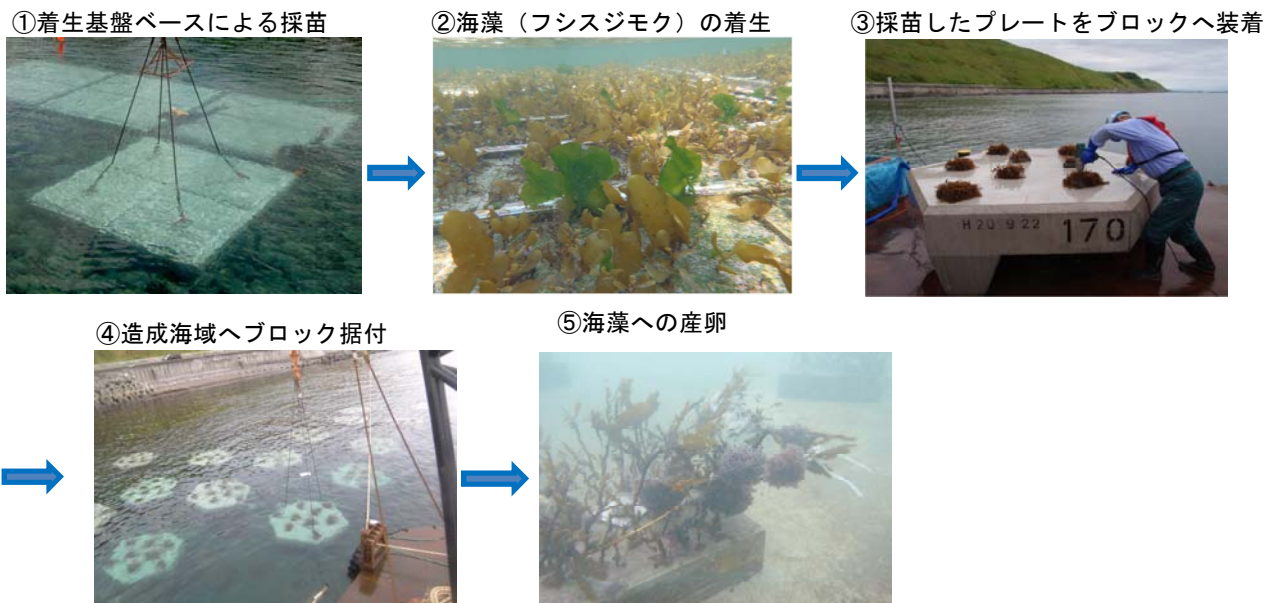 ①着生基盤ベースによる採苗
②海藻（フシスジモク）の着生
③採苗したプレートをブロックへ装着
H20 9 22 170
④造成海域へブロック据付
⑤海藻への産卵